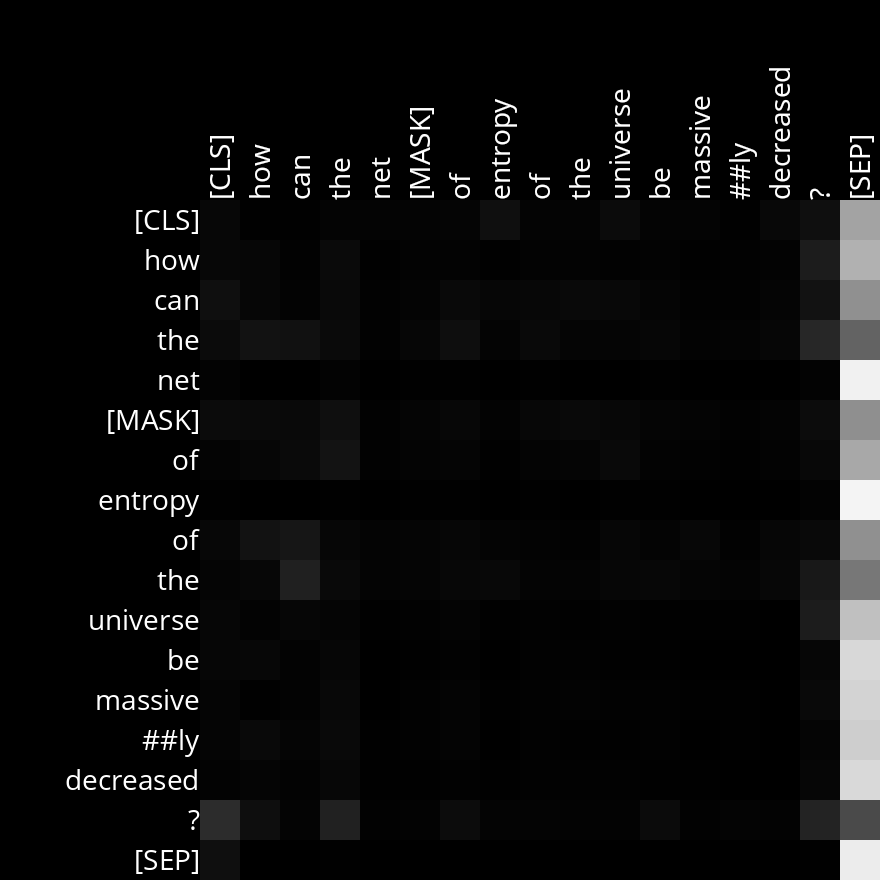 [CLS] how can the net [MASK] of entropy of the universe be massive ##ly decreased ? [SEP]
[CLS]
how
can
the
net
[MASK]
of
entropy
of
the
universe
be
massive
##ly
decreased
?
[SEP]